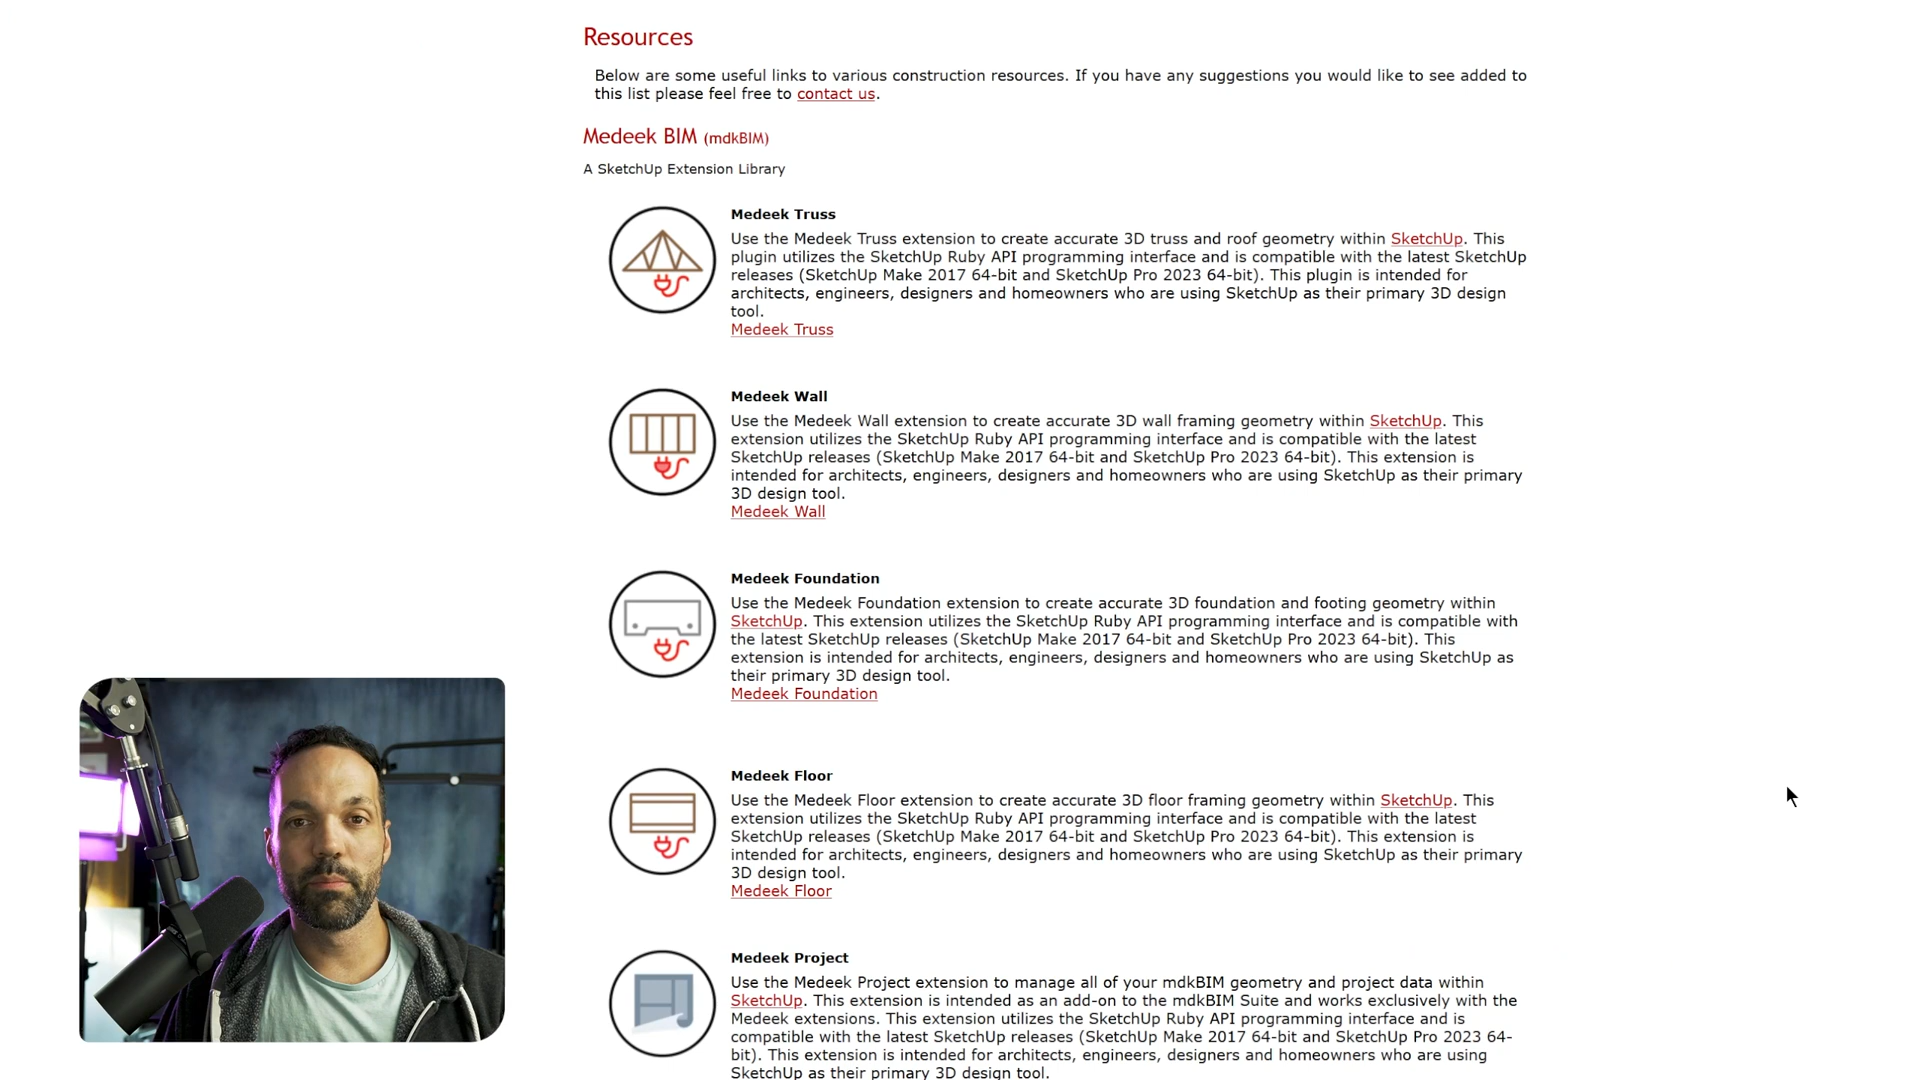 Resources
Below are some useful links to various construction resources. If you have any suggestions you would like to see added to
this list please feel free to contact us.
Medeek BIM (mdkBIM)
A SketchUp Extension Library
Medeek Truss
Use the Medeek Truss extension to create accurate 3D truss and roof geometry within SketchUp. This
plugin utilizes the SketchUp Ruby API programming interface and is compatible with the latest SketchUp
releases (SketchUp Make 2017 64-bit and SketchUp Pro 2023 64-bit). This plugin is intended for
architects, engineers, designers and homeowners who are using SketchUp as their primary 3D design
tool.
Medeek Truss
Medeek Wall
Use the Medeek Wall extension to create accurate 3D wall framing geometry within SketchUp. This
extension utilizes the SketchUp Ruby API programming interface and is compatible with the latest
SketchUp releases (SketchUp Make 2017 64-bit and SketchUp Pro 2023 64-bit). This extension is
intended for architects, engineers, designers and homeowners who are using SketchUp as their primary
3D design tool.
Medeek Wall
Medeek Foundation
Use the Medeek Foundation extension to create accurate 3D foundation and footing geometry within
SketchUp. This extension utilizes the SketchUp Ruby API programming interface and is compatible with
the latest SketchUp releases (SketchUp Make 2017 64-bit and SketchUp Pro 2023 64-bit). This
extension is intended for architects, engineers, designers and homeowners who are using SketchUp as
their primary 3D design tool.
Medeek Foundation
Medeek Floor
Use the Medeek Floor extension to create accurate 3D floor framing geometry within SketchUp. This
extension utilizes the SketchUp Ruby API programming interface and is compatible with the latest
SketchUp releases (SketchUp Make 2017 64-bit and SketchUp Pro 2023 64-bit). This extension is
intended for architects, engineers, designers and homeowners who are using SketchUp as their primary
3D design tool.
Medeek Floor
Medeek Project
Use the Medeek Project extension to manage all of your mdkBIM geometry and project data within
SketchUp. This extension is intended as an add-on to the mdkBIM Suite and works exclusively with the
Medeek extensions. This extension utilizes the SketchUp Ruby API programming interface and is
compatible with the latest SketchUp releases (SketchUp Make 2017 64-bit and SketchUp Pro 2023 64-
bit). This extension is intended for architects, engineers, designers and homeowners who are using
SketchUp as their primary 3D design tool.